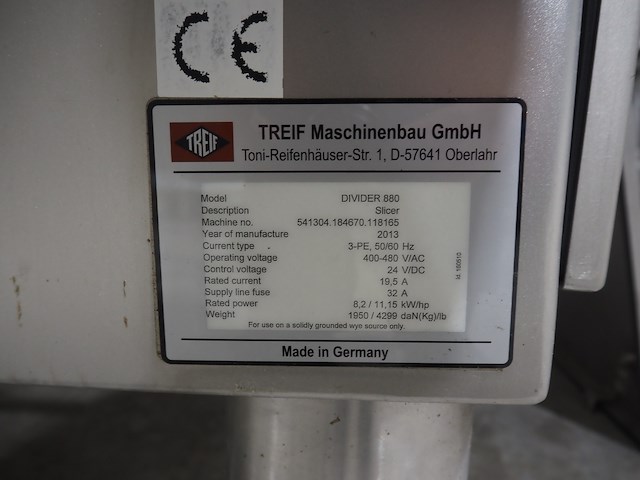 CE
TREIF
TREIF Maschinenbau GmbH
Toni-Reifenhäuser-Str. 1, D-57641 Oberlahr
Model DIVIDER 880
Description Slicer
Machine no. 541304.184670.118165
Year of manufacture 2013
Current type 3-PE, 50/60 Hz
Operating voltage 400-480 V/AC
Control voltage 24 V/DC
Rated current 19,5 A
Supply line fuse 32 A
Rated power 8,2 / 11,15 kW/hp
Weight 1950 / 4299 daN(Kg)/lb
For use on a solidly grounded wye source only.
Id. 160510
Made in Germany